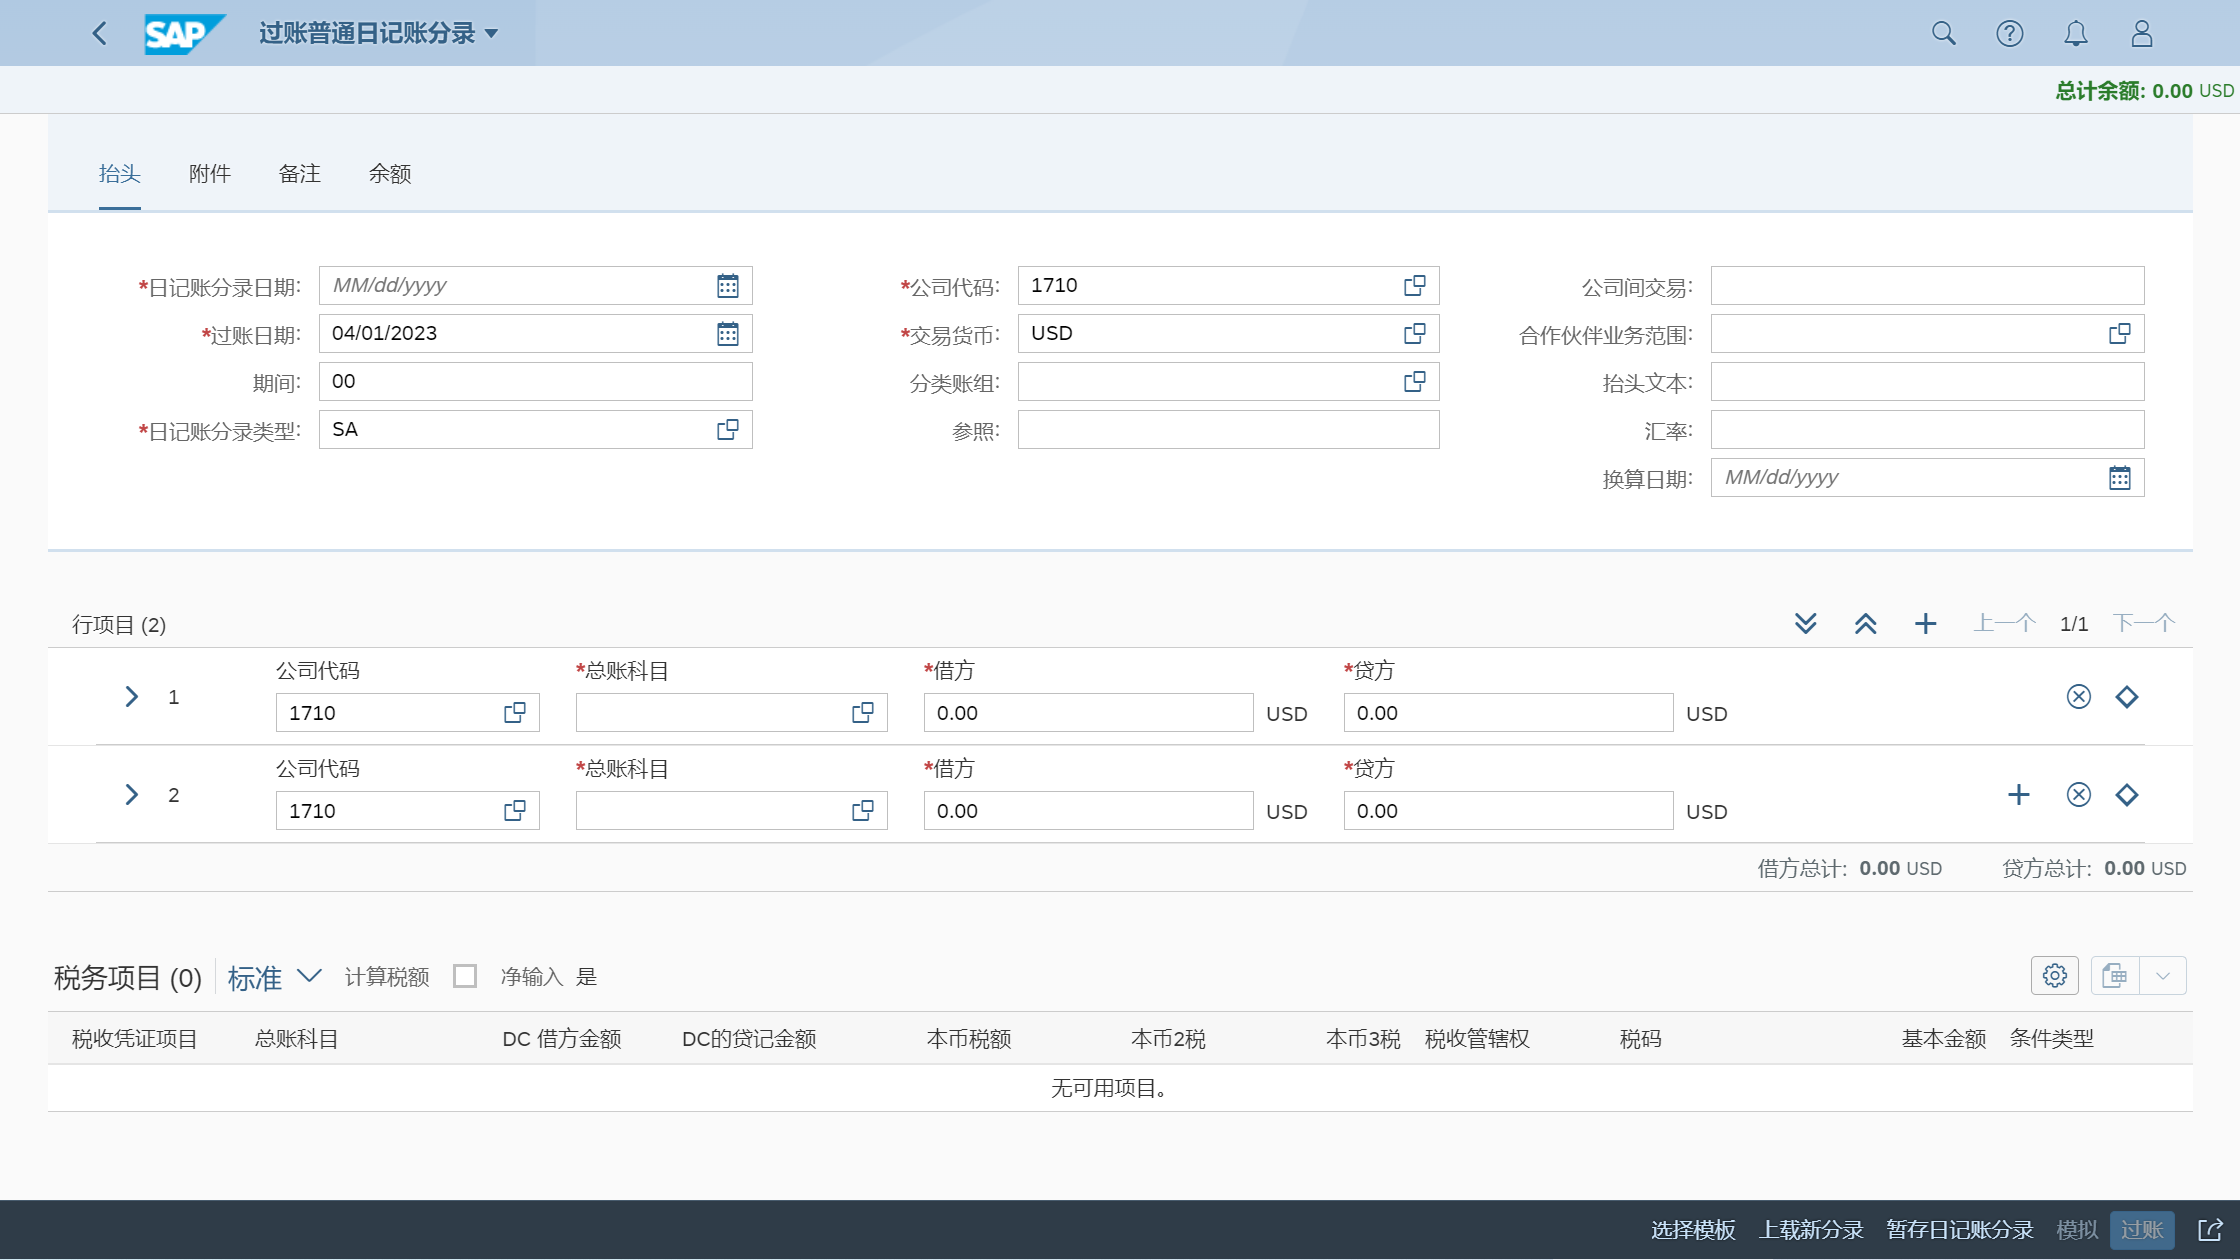 SAP 过账普通日记账分录
总计余额: 0.00 USD
抬头 附件 备注 余额
*日记账分录日期: MM/dd/yyyy *公司代码: 1710 公司间交易:
*过账日期: 04/01/2023 *交易货币: USD 合作伙伴业务范围:
期间: 00 分类账组: 抬头文本:
*日记账分录类型: SA 参照: 汇率:
换算日期: MM/dd/yyyy
行项目 (2) 上一个 1/1 下一个
公司代码 *总账科目 *借方 *贷方
1 1710 0.00 USD 0.00 USD
公司代码 *总账科目 *借方 *贷方
2 1710 0.00 USD 0.00 USD
借方总计: 0.00 USD 贷方总计: 0.00 USD
税务项目 (0) 标准 计算税额 净输入 是
税收凭证项目 总账科目 DC 借方金额 DC的贷记金额 本币税额 本币2税 本币3税 税收管辖权 税码 基本金额 条件类型
无可用项目。
选择模板 上载新分录 暂存日记账分录 模拟 过账